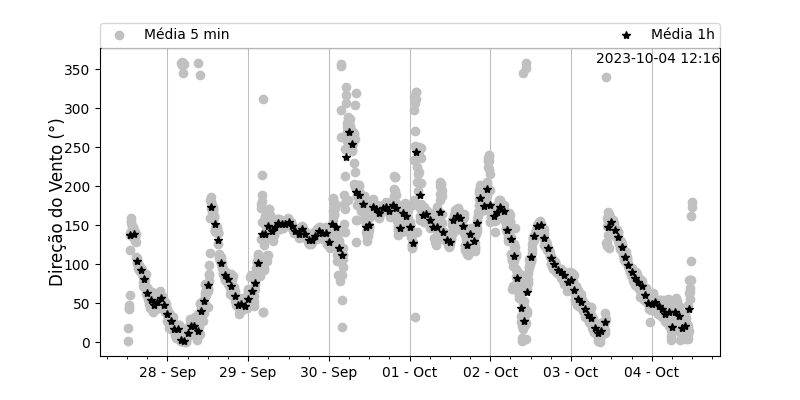 Média 5 min
Média 1h
2023-10-04 12:16
Direção do Vento (°)
350
300
250
200
150
100
50
0
28 - Sep
29 - Sep
30 - Sep
01 - Oct
02 - Oct
03 - Oct
04 - Oct